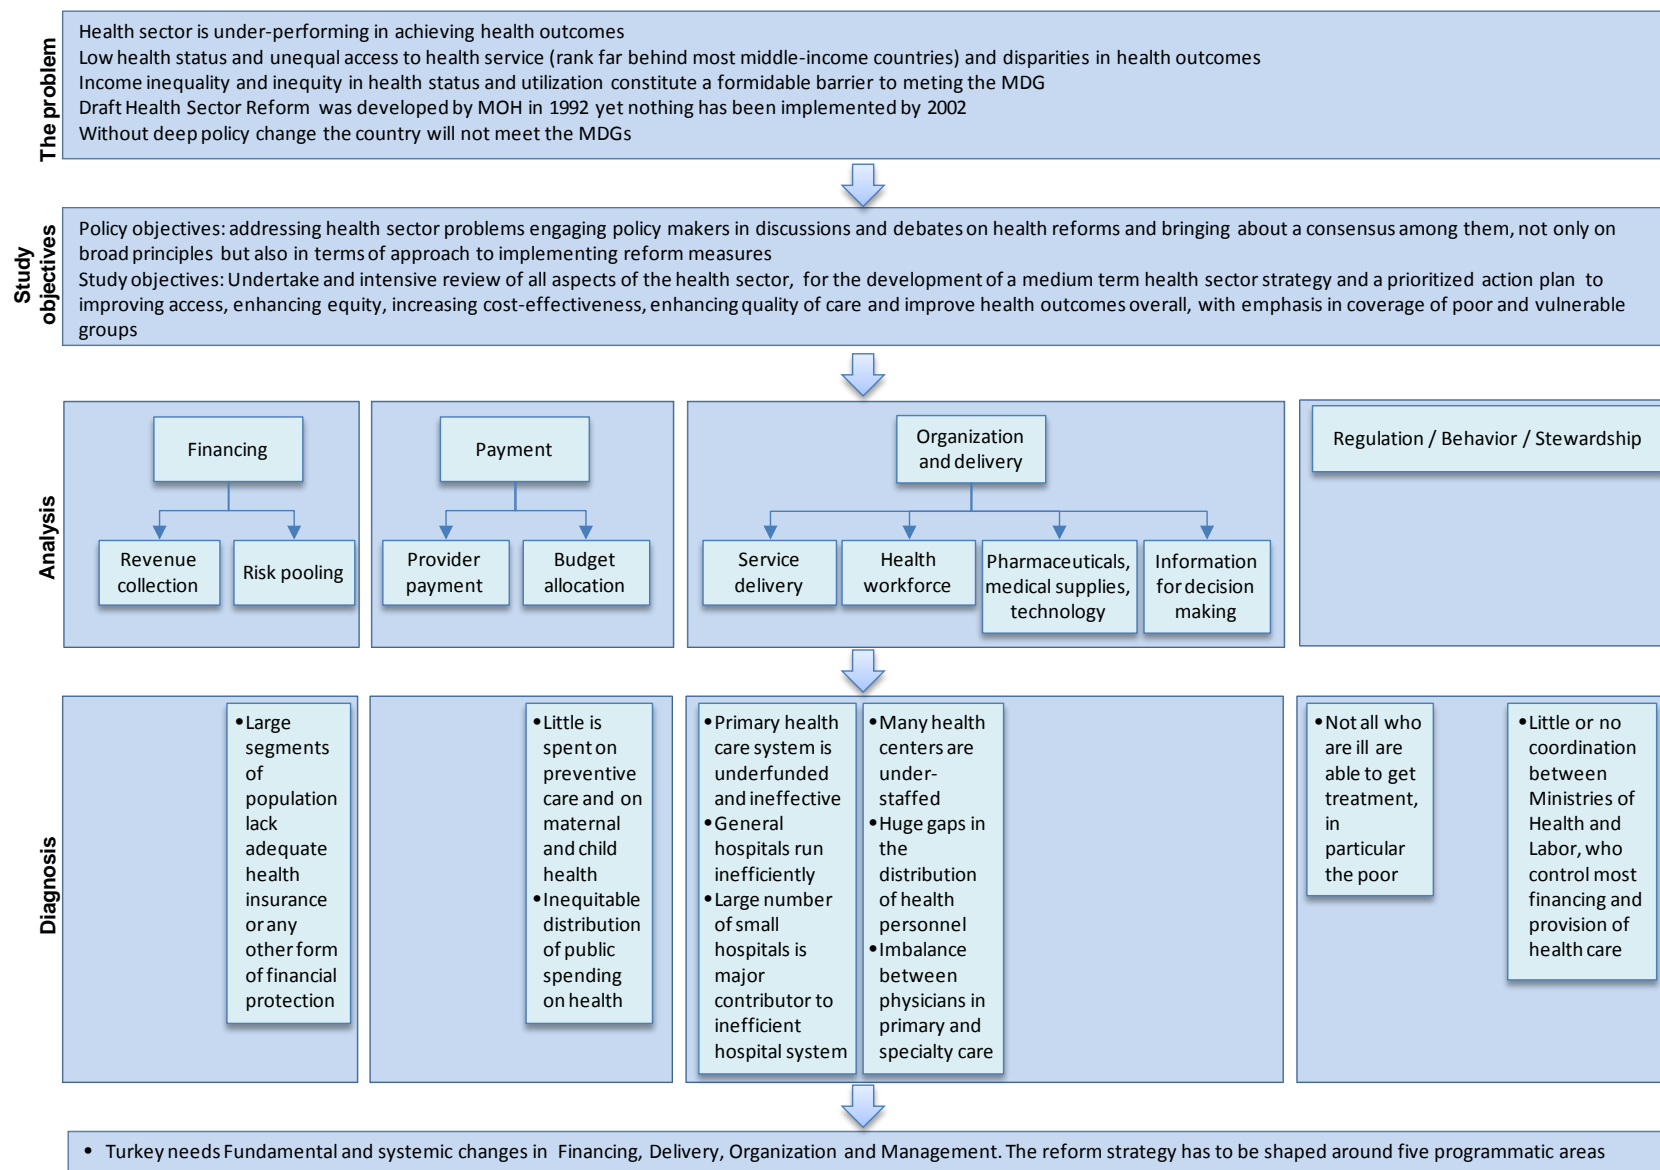 The problem
Health sector is under-performing in achieving health outcomes
Low health status and unequal access to health service (rank far behind most middle-income countries) and disparities in health outcomes
Income inequality and inequity in health status and utilization constitute a formidable barrier to meting the MDG
Draft Health Sector Reform was developed by MOH in 1992 yet nothing has been implemented by 2002
Without deep policy change the country will not meet the MDGs
Study
objectives
Policy objectives: addressing health sector problems engaging policy makers in discussions and debates on health reforms and bringing about a consensus among them, not only on
broad principles but also in terms of approach to implementing reform measures
Study objectives: Undertake and intensive review of all aspects of the health sector, for the development of a medium term health sector strategy and a prioritized action plan to
improving access, enhancing equity, increasing cost-effectiveness, enhancing quality of care and improve health outcomes overall, with emphasis in coverage of poor and vulnerable
groups
Analysis
Financing
Revenue
collection
Risk pooling
Payment
Provider
payment
Budget
allocation
Organization
and delivery
Service
delivery
Health
workforce
Pharmaceuticals,
medical supplies,
technology
Information
for decision
making
Regulation / Behavior / Stewardship
Diagnosis
•Large
segments
of
population
lack
adequate
health
insurance
or any
other form
of financial
protection
•Little is
spent on
preventive
care and on
maternal
and child
health
•Inequitable
distribution
of public
spending
on health
•Primary health
care system is
underfunded
and ineffective
•General
hospitals run
inefficiently
•Large number
of small
hospitals is
major
contributor to
inefficient
hospital system
•Many health
centers are
under-
staffed
•Huge gaps in
the
distribution
of health
personnel
•Imbalance
between
physicians in
primary and
specialty care
•Not all who
are ill are
able to get
treatment,
in
particular
the poor
•Little or no
coordination
between
Ministries of
Health and
Labor, who
control most
financing and
provision of
health care
• Turkey needs Fundamental and systemic changes in Financing, Delivery, Organization and Management. The reform strategy has to be shaped around five programmatic areas